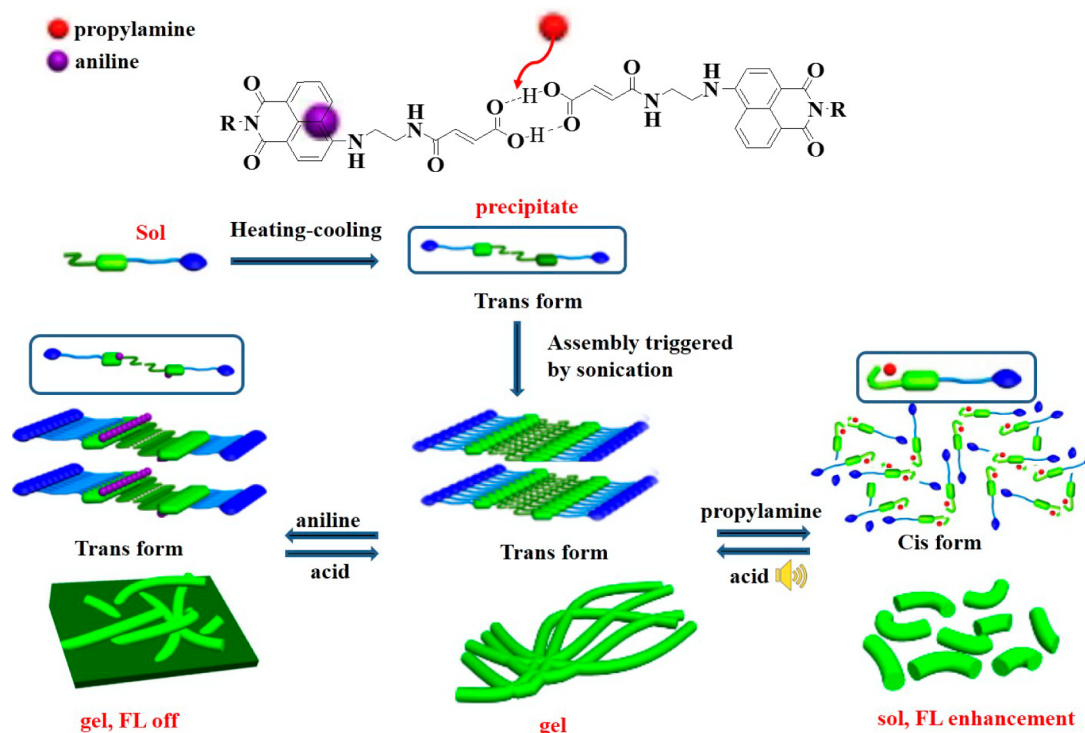 propylamine
aniline
O
R-N
O
N
H
H
N
O
O
OH
H
O
O
O
H
N
N
H
O
N-R
O
Sol
Heating-cooling
precipitate
Trans form
Assembly triggered
by sonication
aniline
acid
propylamine
acid
Trans form
Trans form
Cis form
gel, FL off
gel
sol, FL enhancement